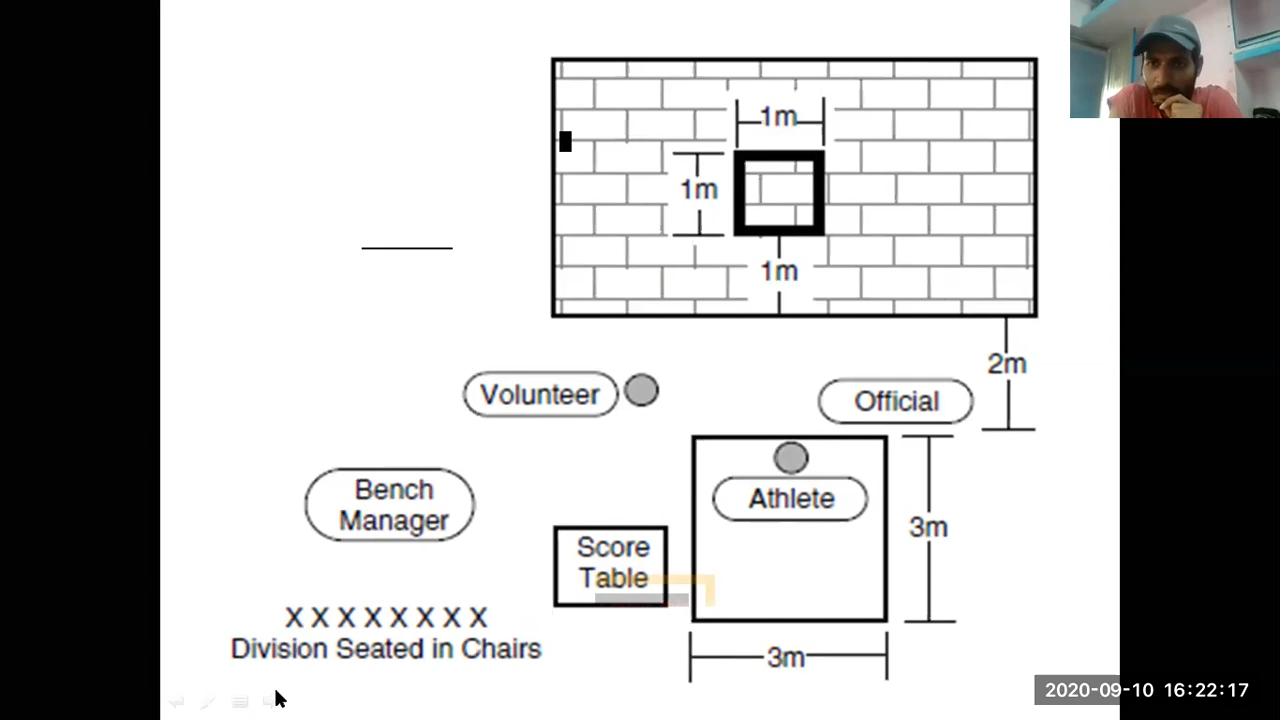 1m
1m
1m
2m
Volunteer
Official
Bench
Manager
Athlete
3m
Score
Table
X X X X X X X X
Division Seated in Chairs
3m
2020-09-10 16:22:17